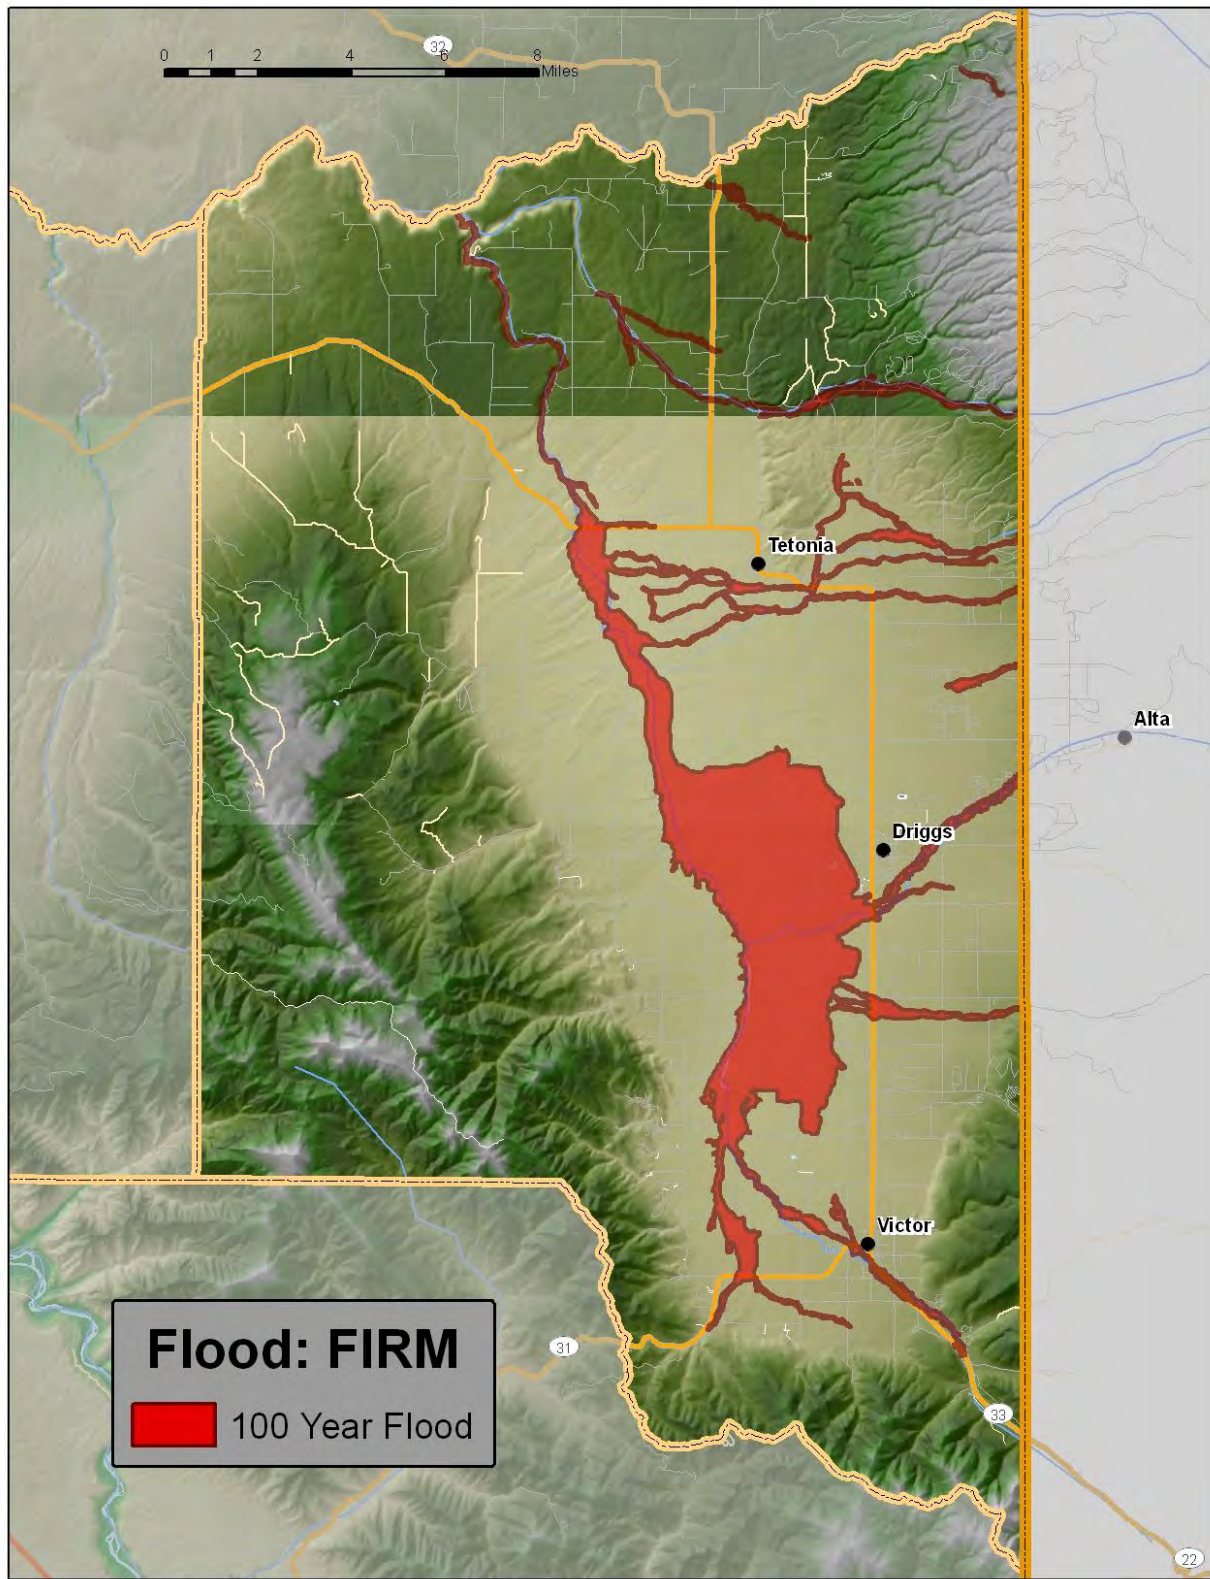 32
0 1 2 4 6 8
Miles
Tetonia
Alta
Driggs
Victor
31
33
22
Flood: FIRM
100 Year Flood